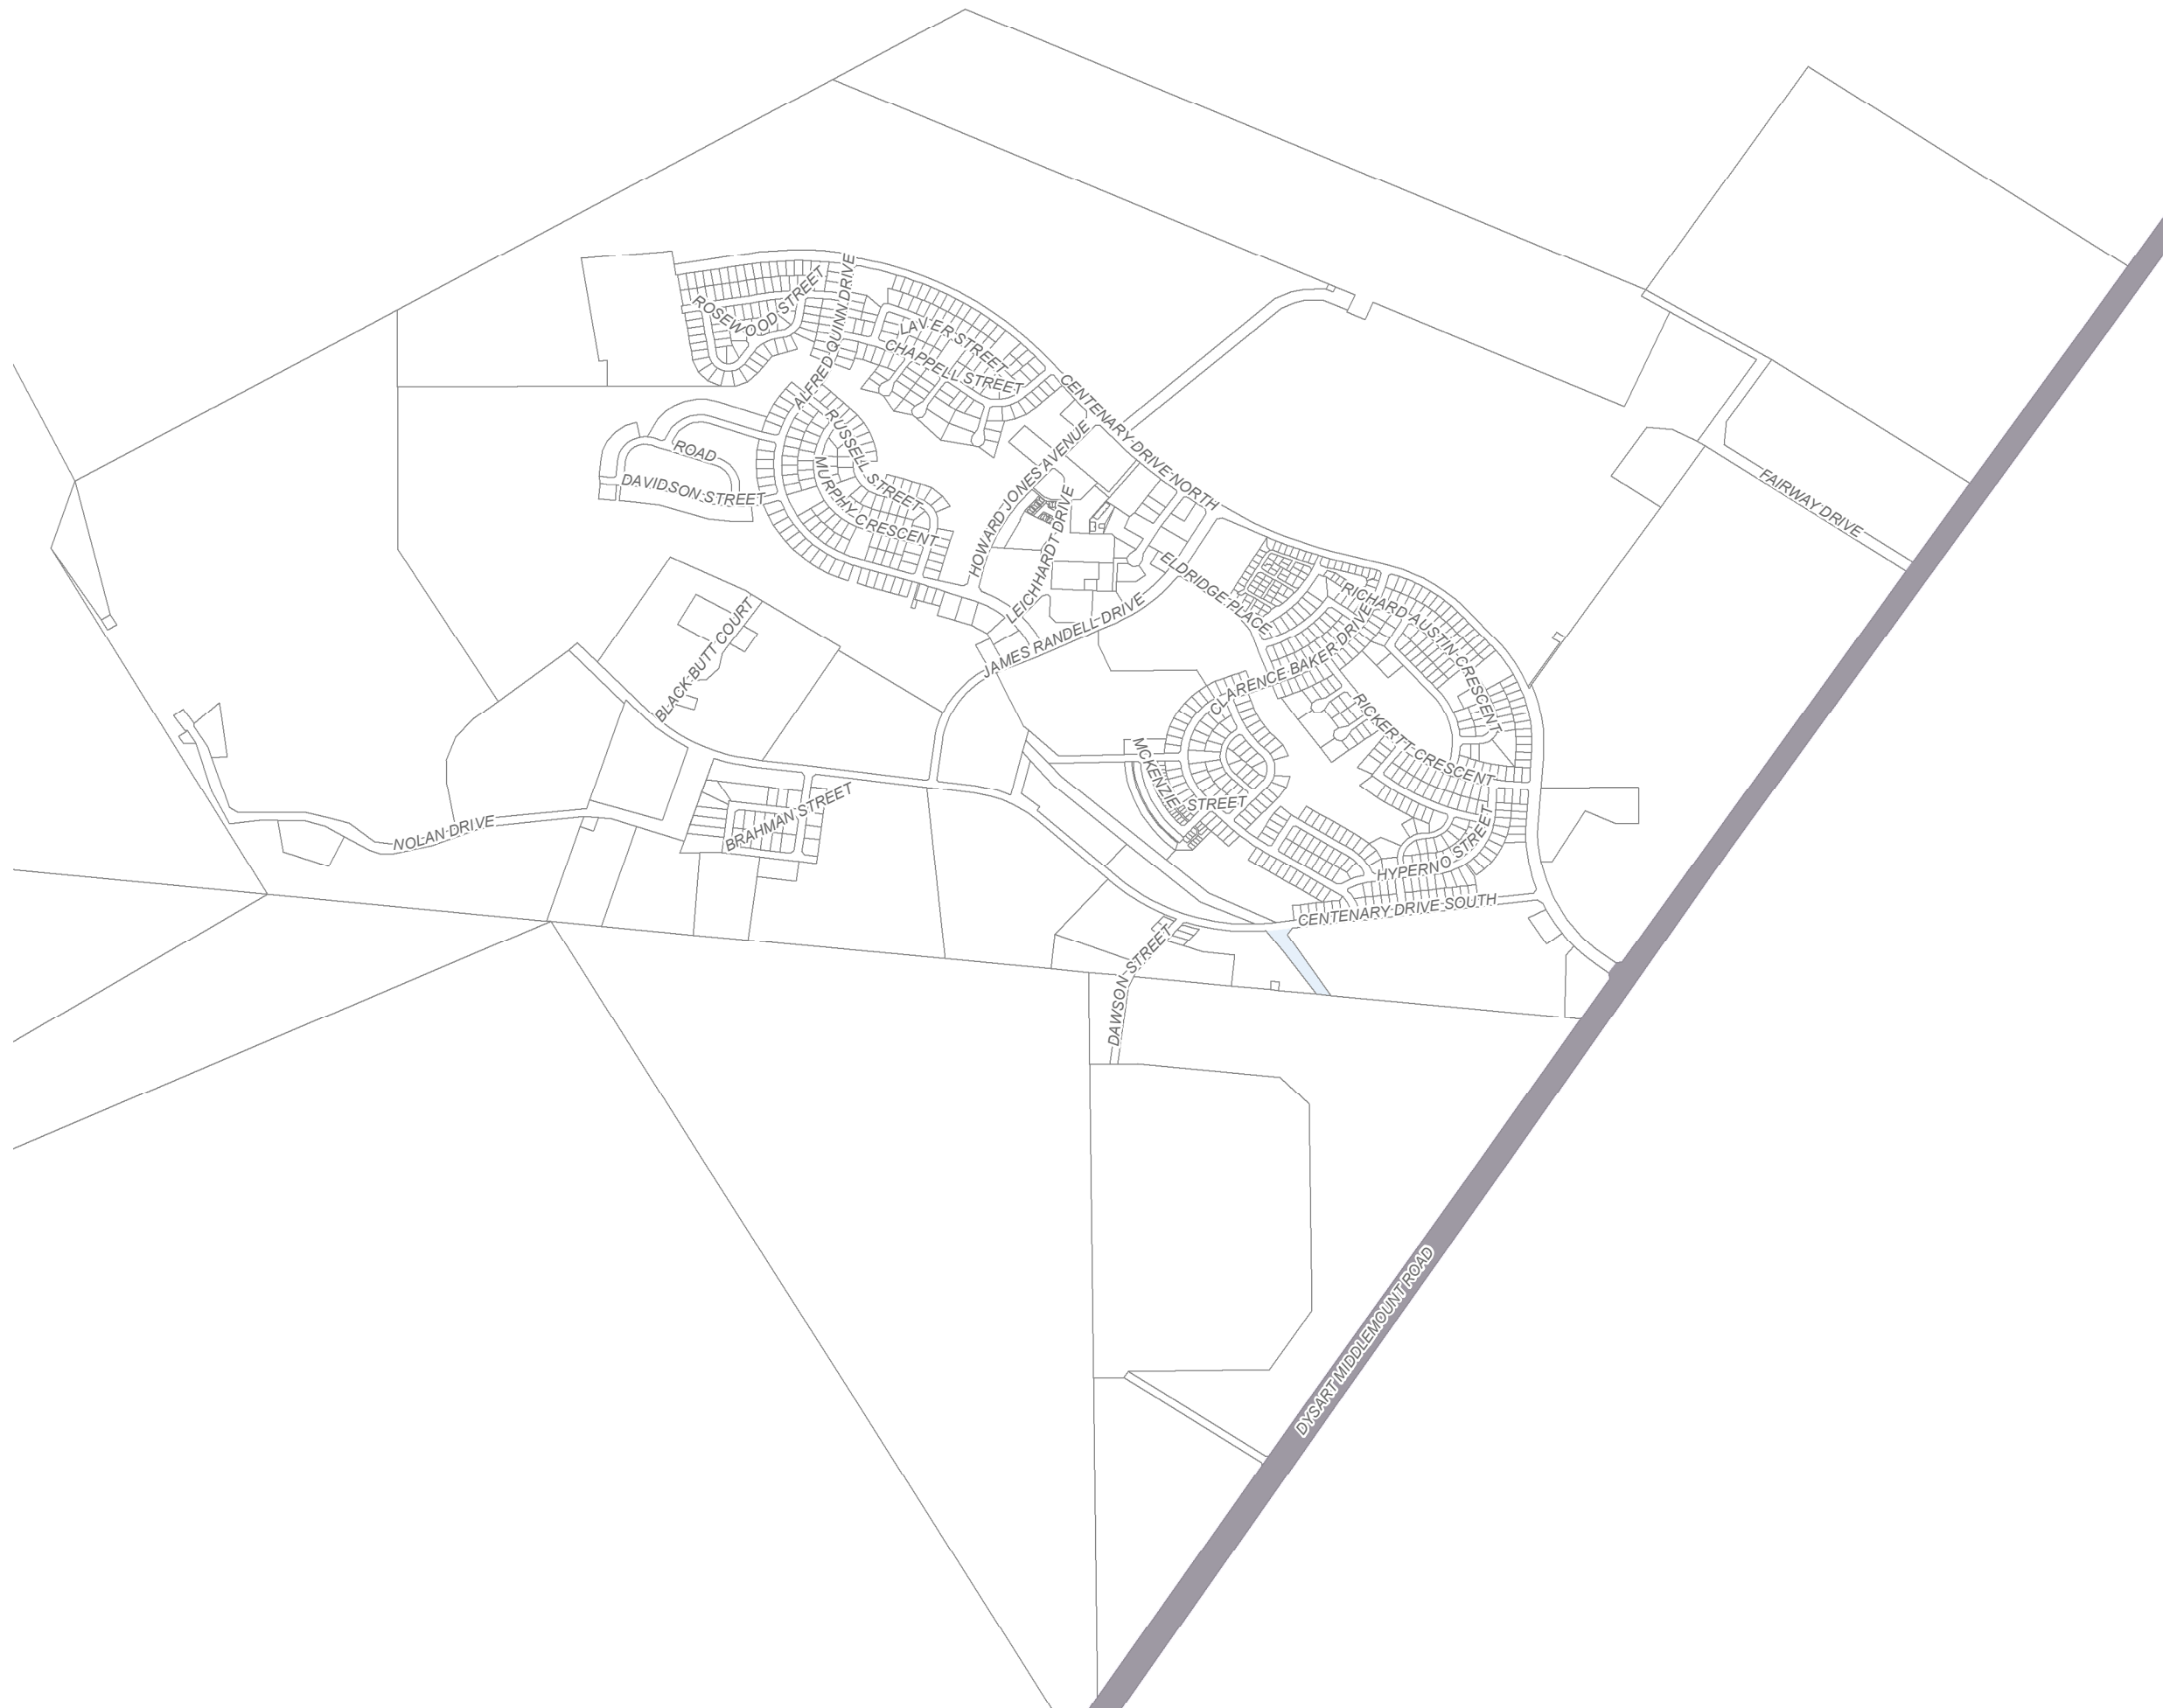 ROSEWOOD STREET
ALFRED QUINN DRIVE
LAVER STREET
CHAPPELL STREET
CENTENARY DRIVE NORTH
RUSSELL STREET
ROAD
DAVIDSON STREET
MURPHY CRESCENT
HOWARD JONES AVENUE
LEICHHARDT DRIVE
FAIRWAY DRIVE
ELDRIDGE PLACE
JAMES RANDELL DRIVE
RICHARD AUSTIN CRESCENT
BLACK BUTT COURT
CLARENCE BAKER DRIVE
RICKERTT CRESCENT
MCKENZIE STREET
BRAHMAN STREET
NOLAN DRIVE
HYPERNO STREET
CENTENARY DRIVE SOUTH
DAWSON STREET
DYSART MIDDLEMOUNT ROAD